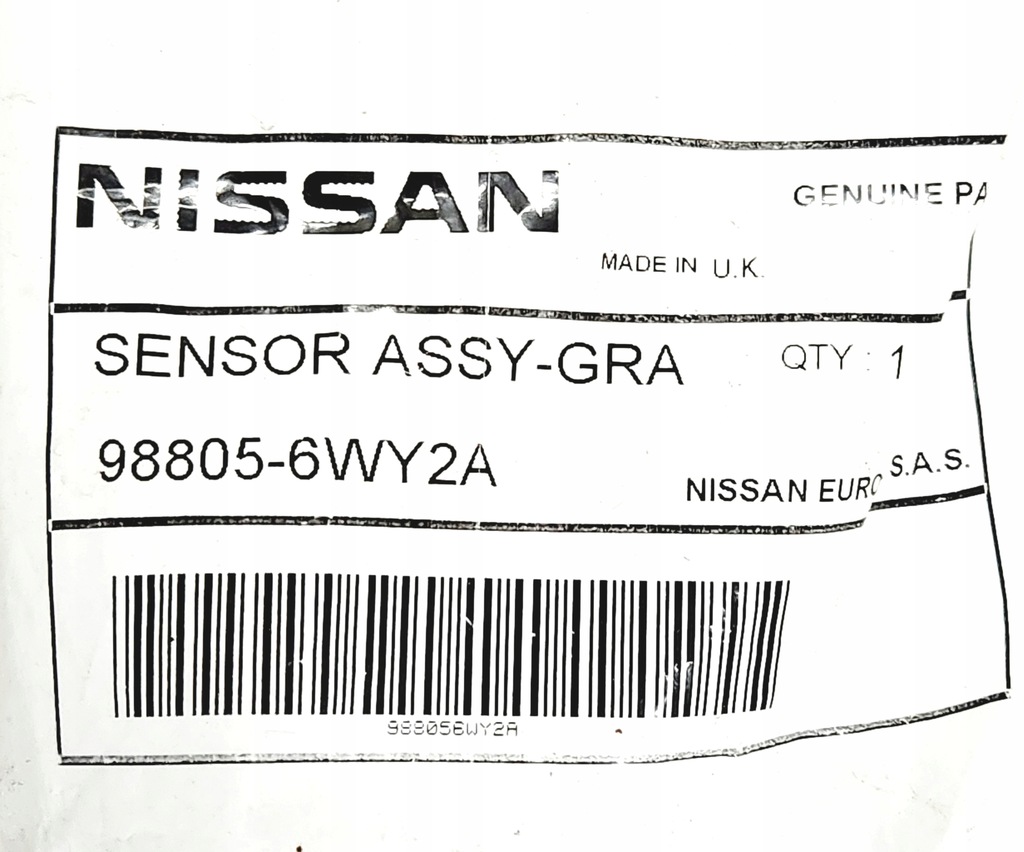 NISSAN
GENUINE PA
MADE IN U.K.
SENSOR ASSY-GRA QTY : 1
98805-6WY2A
NISSAN EURO S.A.S.
988056WY2A